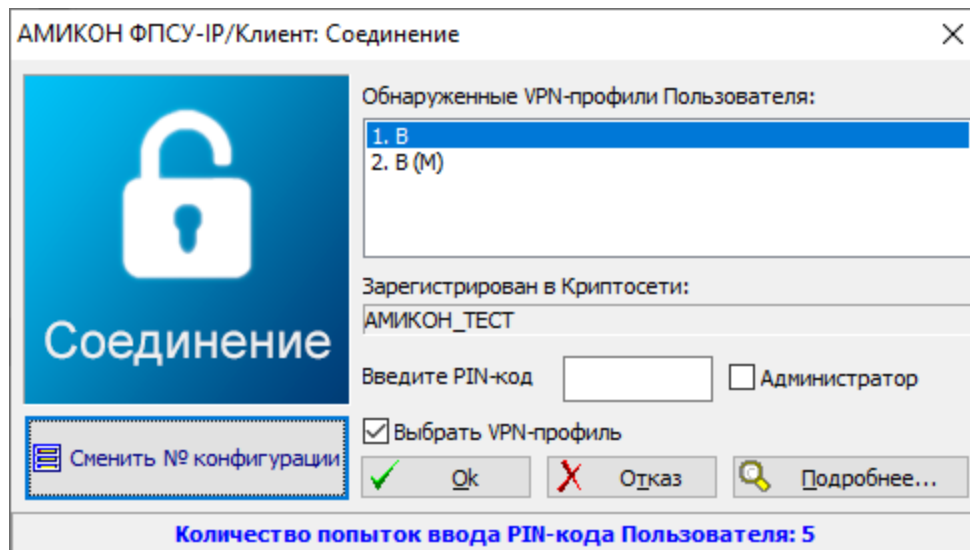 АМИКОН ФПСУ-IP/Клиент: Соединение
Соединение
Сменить № конфигурации
Обнаруженные VPN-профили Пользователя:
1. В
2. В (М)
Зарегистрирован в Криптосети:
АМИКОН_ТЕСТ
Введите PIN-код
Администратор
Выбрать VPN-профиль
Ok
Отказ
Подробнее...
Количество попыток ввода PIN-кода Пользователя: 5